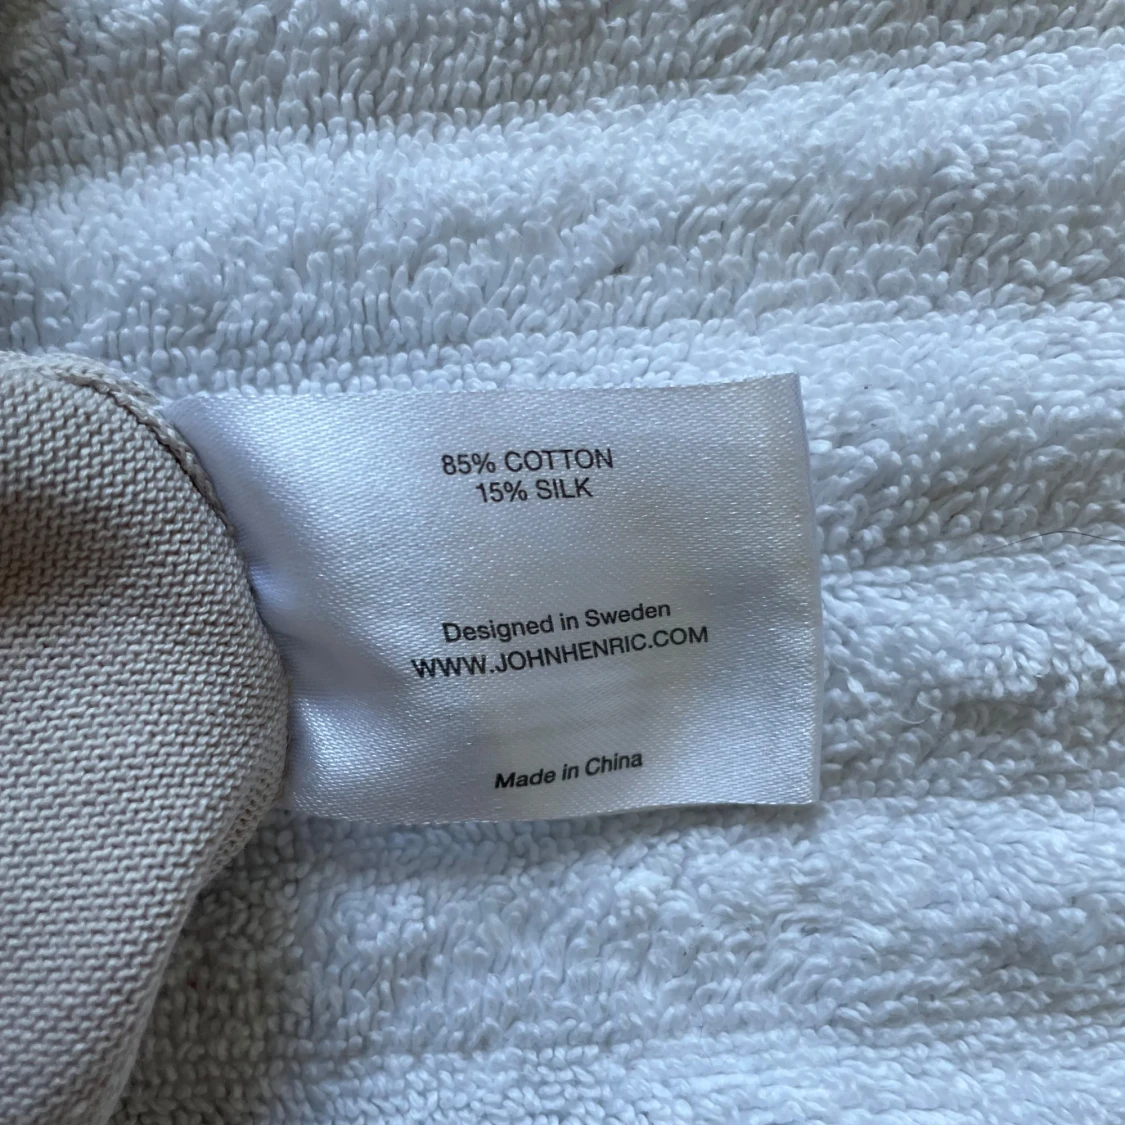 85% COTTON
15% SILK
Designed in Sweden
WWW.JOHNHENRIC.COM
Made in China